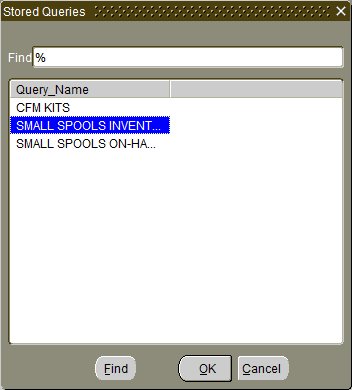 Stored Queries
Find %
Query_Name
CFM KITS
SMALL SPOOLS INVENT...
SMALL SPOOLS ON-HA...
Find OK Cancel